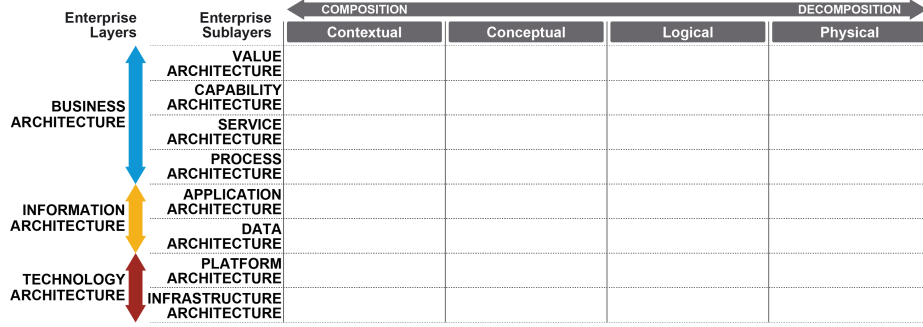 COMPOSITION DECOMPOSITION
Enterprise
Layers
Enterprise
Sublayers
Contextual Conceptual Logical Physical
BUSINESS
ARCHITECTURE
VALUE
ARCHITECTURE
CAPABILITY
ARCHITECTURE
SERVICE
ARCHITECTURE
PROCESS
ARCHITECTURE
INFORMATION
ARCHITECTURE
APPLICATION
ARCHITECTURE
DATA
ARCHITECTURE
TECHNOLOGY
ARCHITECTURE
PLATFORM
ARCHITECTURE
INFRASTRUCTURE
ARCHITECTURE